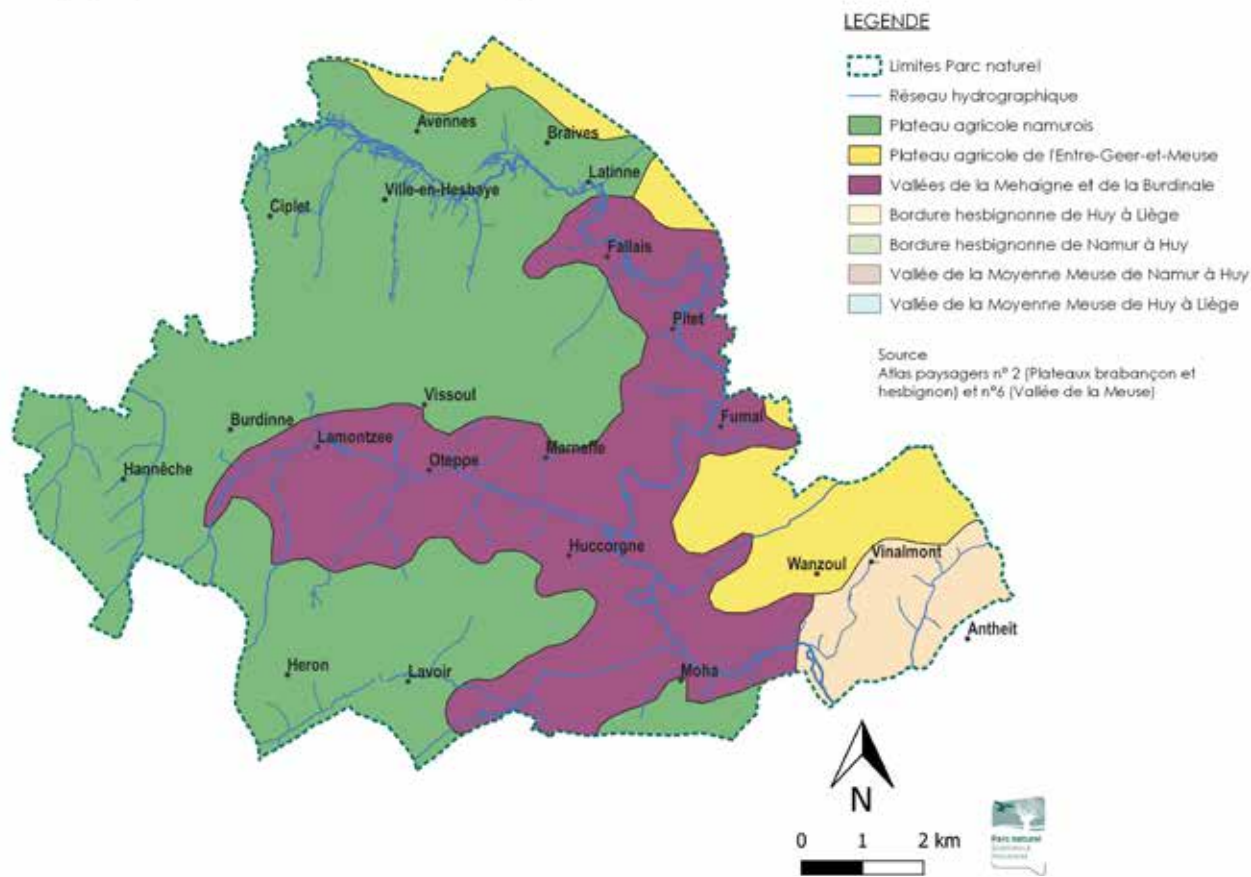 LEGENDE
Limites Parc naturel
Réseau hydrographique
Plateau agricole namurois
Plateau agricole de l'Entre-Geer-et-Meuse
Vallées de la Mehaigne et de la Burdinale
Bordure hesbignonne de Huy à Liège
Bordure hesbignonne de Namur à Huy
Vallée de la Moyenne Meuse de Namur à Huy
Vallée de la Moyenne Meuse de Huy à Liège
Source
Atlas paysagers n° 2 (Plateaux brabançon et
hesbignon) et n°6 (Vallée de la Meuse)
Avennes
Braives
Latinne
Ville-en-Hesbaye
Ciplet
Fallais
Pitet
Vissoul
Fumal
Burdinne
Lamontzee
Marneffe
Oteppe
Hannêche
Huccorgne
Vinalmont
Wanzoul
Antheit
Heron
Lavoir
Moha
N
0 1 2 km
Parc naturel